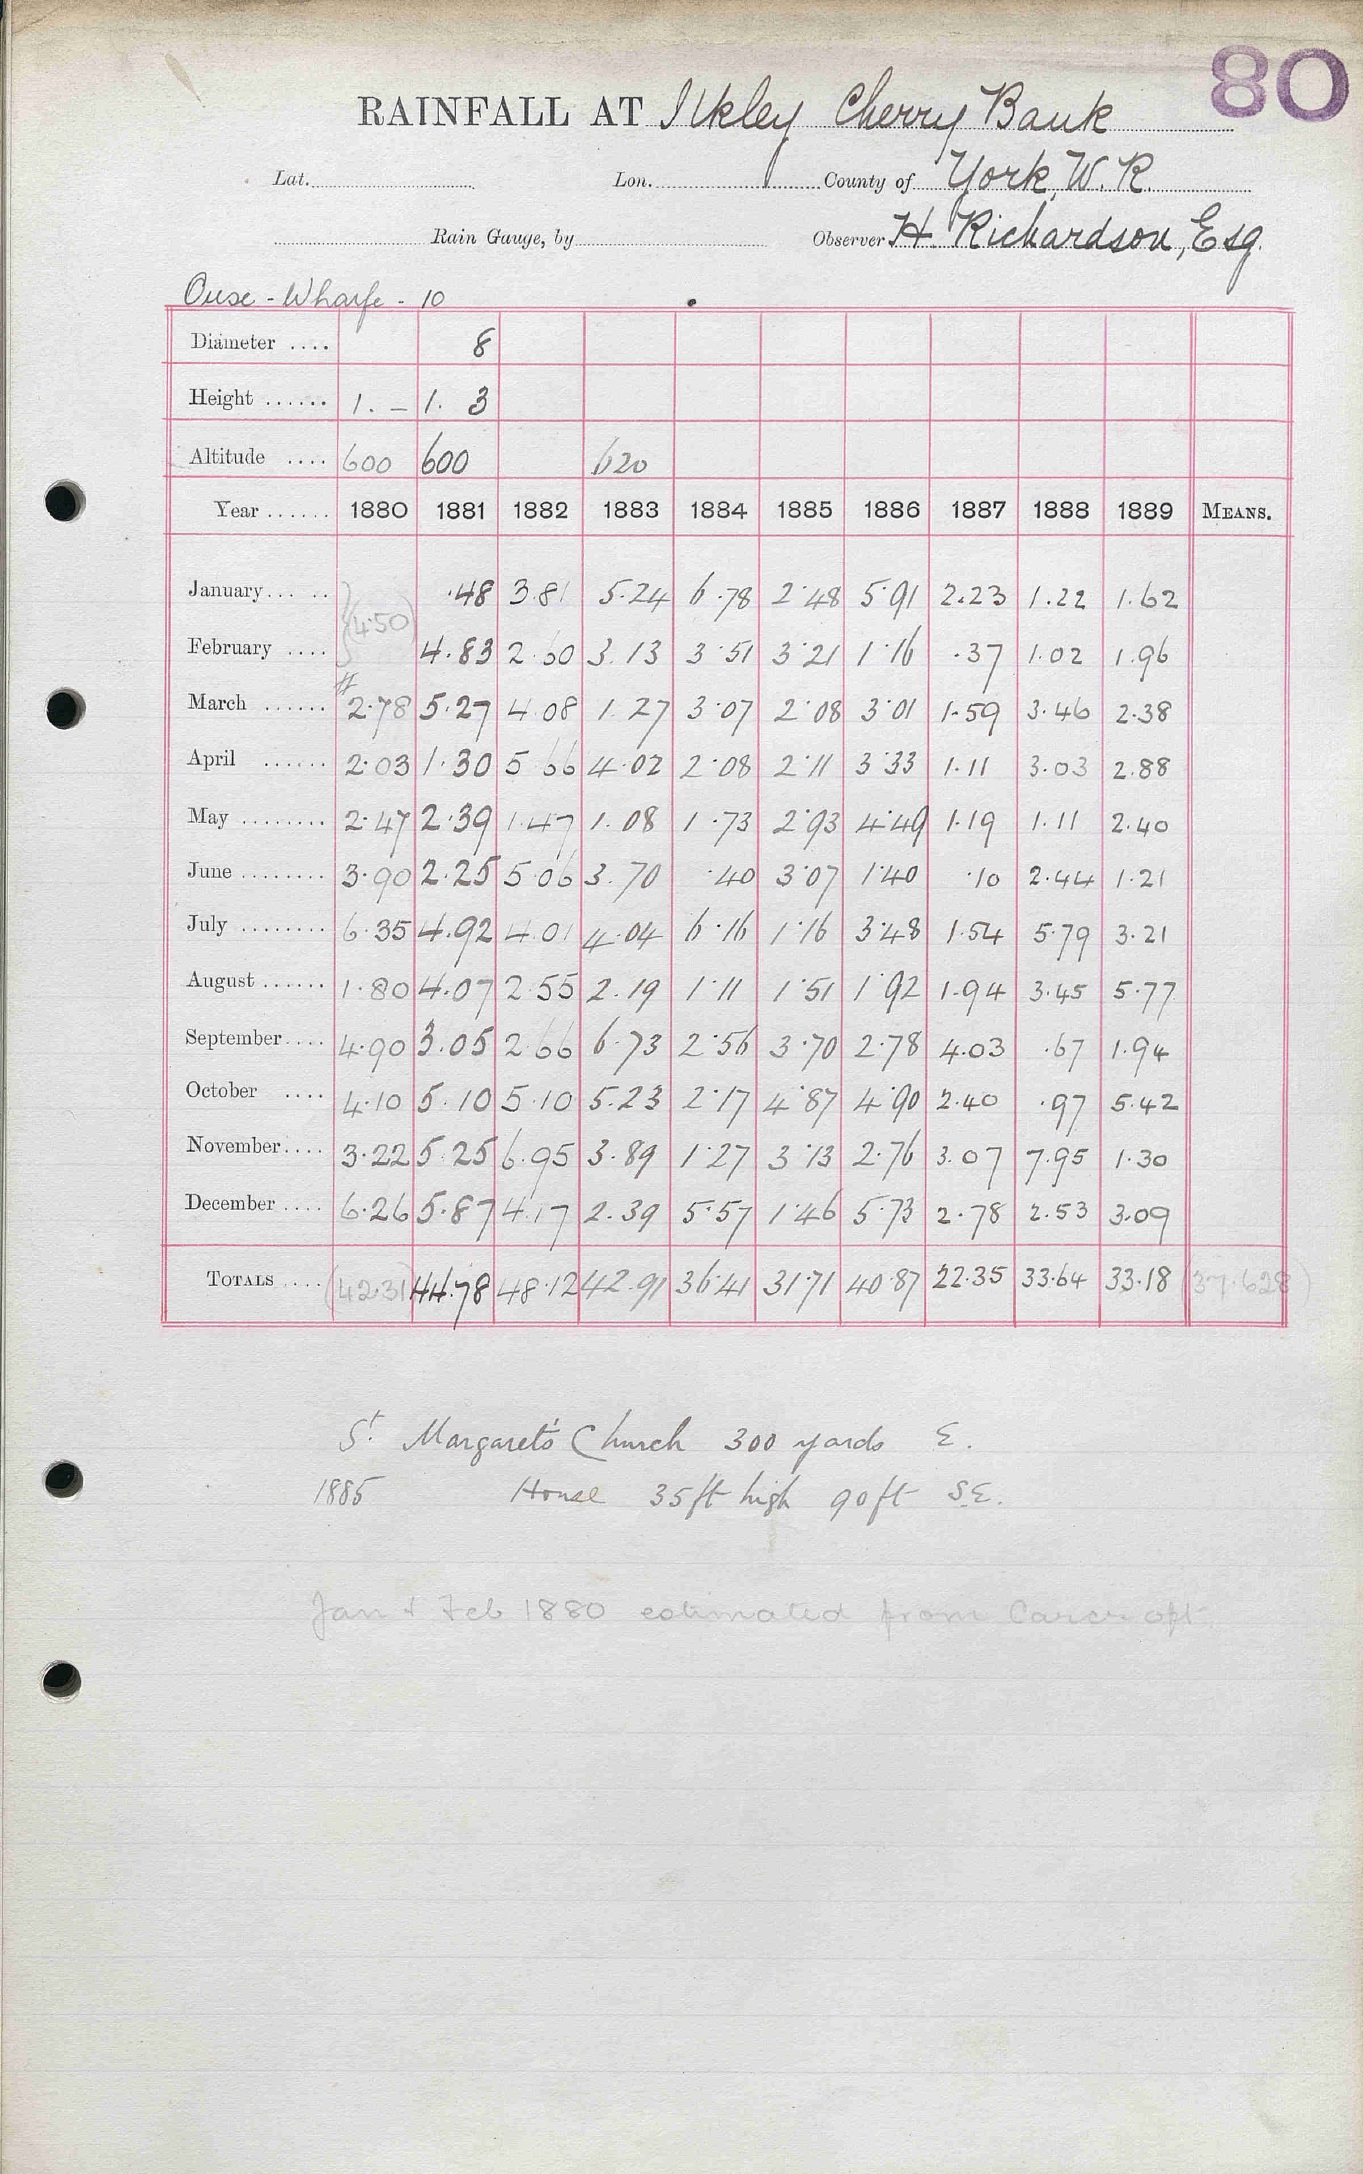 80
RAINFALL AT Ilkley Cherry Bank
Lat. Lon. County of York, W. R.
Rain Gauge, by Observer H. Richardson, Esq.
Ouse - Wharfe - 10
Diameter .... 8
Height ...... 1. – 1. 3
Altitude .... 600 600 620
Year ...... 1880 1881 1882 1883 1884 1885 1886 1887 1888 1889 MEANS.
January... .. } (4.50) .48 3.81 5.24 6.78 2.48 5.91 2.23 1.22 1.62
February .... 4.83 2.60 3.13 3.51 3.21 1.16 .37 1.02 1.96
March ...... 2.78 5.27 4.08 1.27 3.07 2.08 3.01 1.59 3.46 2.38
April ...... 2.03 1.30 5.66 4.02 2.08 2.11 3.33 1.11 3.03 2.88
May ........ 2.47 2.39 1.47 1.08 1.73 2.93 4.49 1.19 1.11 2.40
June ........ 3.90 2.25 5.06 3.70 .40 3.07 1.40 .10 2.44 1.21
July ........ 6.35 4.92 4.01 4.04 6.16 1.16 3.48 1.54 5.79 3.21
August ...... 1.80 4.07 2.55 2.19 1.11 1.51 1.92 1.94 3.45 5.77
September.... 4.90 3.05 2.66 6.73 2.56 3.70 2.78 4.03 .67 1.94
October .... 4.10 5.10 5.10 5.23 2.17 4.87 4.90 2.40 .97 5.42
November.... 3.22 5.25 6.95 3.89 1.27 3.13 2.76 3.07 7.95 1.30
December .... 6.26 5.87 4.17 2.39 5.57 1.46 5.73 2.78 2.53 3.09
TOTALS .... (42.31) 44.78 48.12 42.91 36.41 31.71 40.87 22.35 33.64 33.18 (37.628)
St. Margaret's Church 300 yards E.
1885 House 35ft high 90ft S.E.
Jan & Feb 1880 estimated from Carcroft